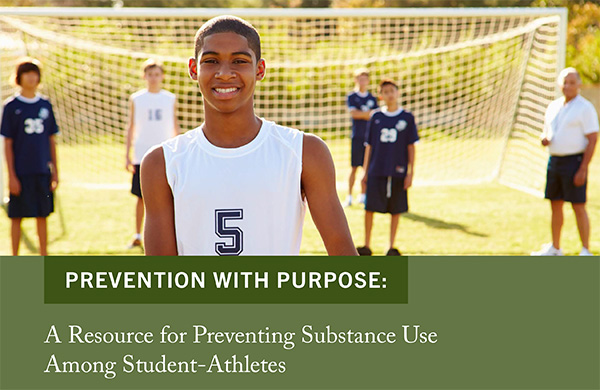 35
16
29
5
PREVENTION WITH PURPOSE:
A Resource for Preventing Substance Use
Among Student-Athletes